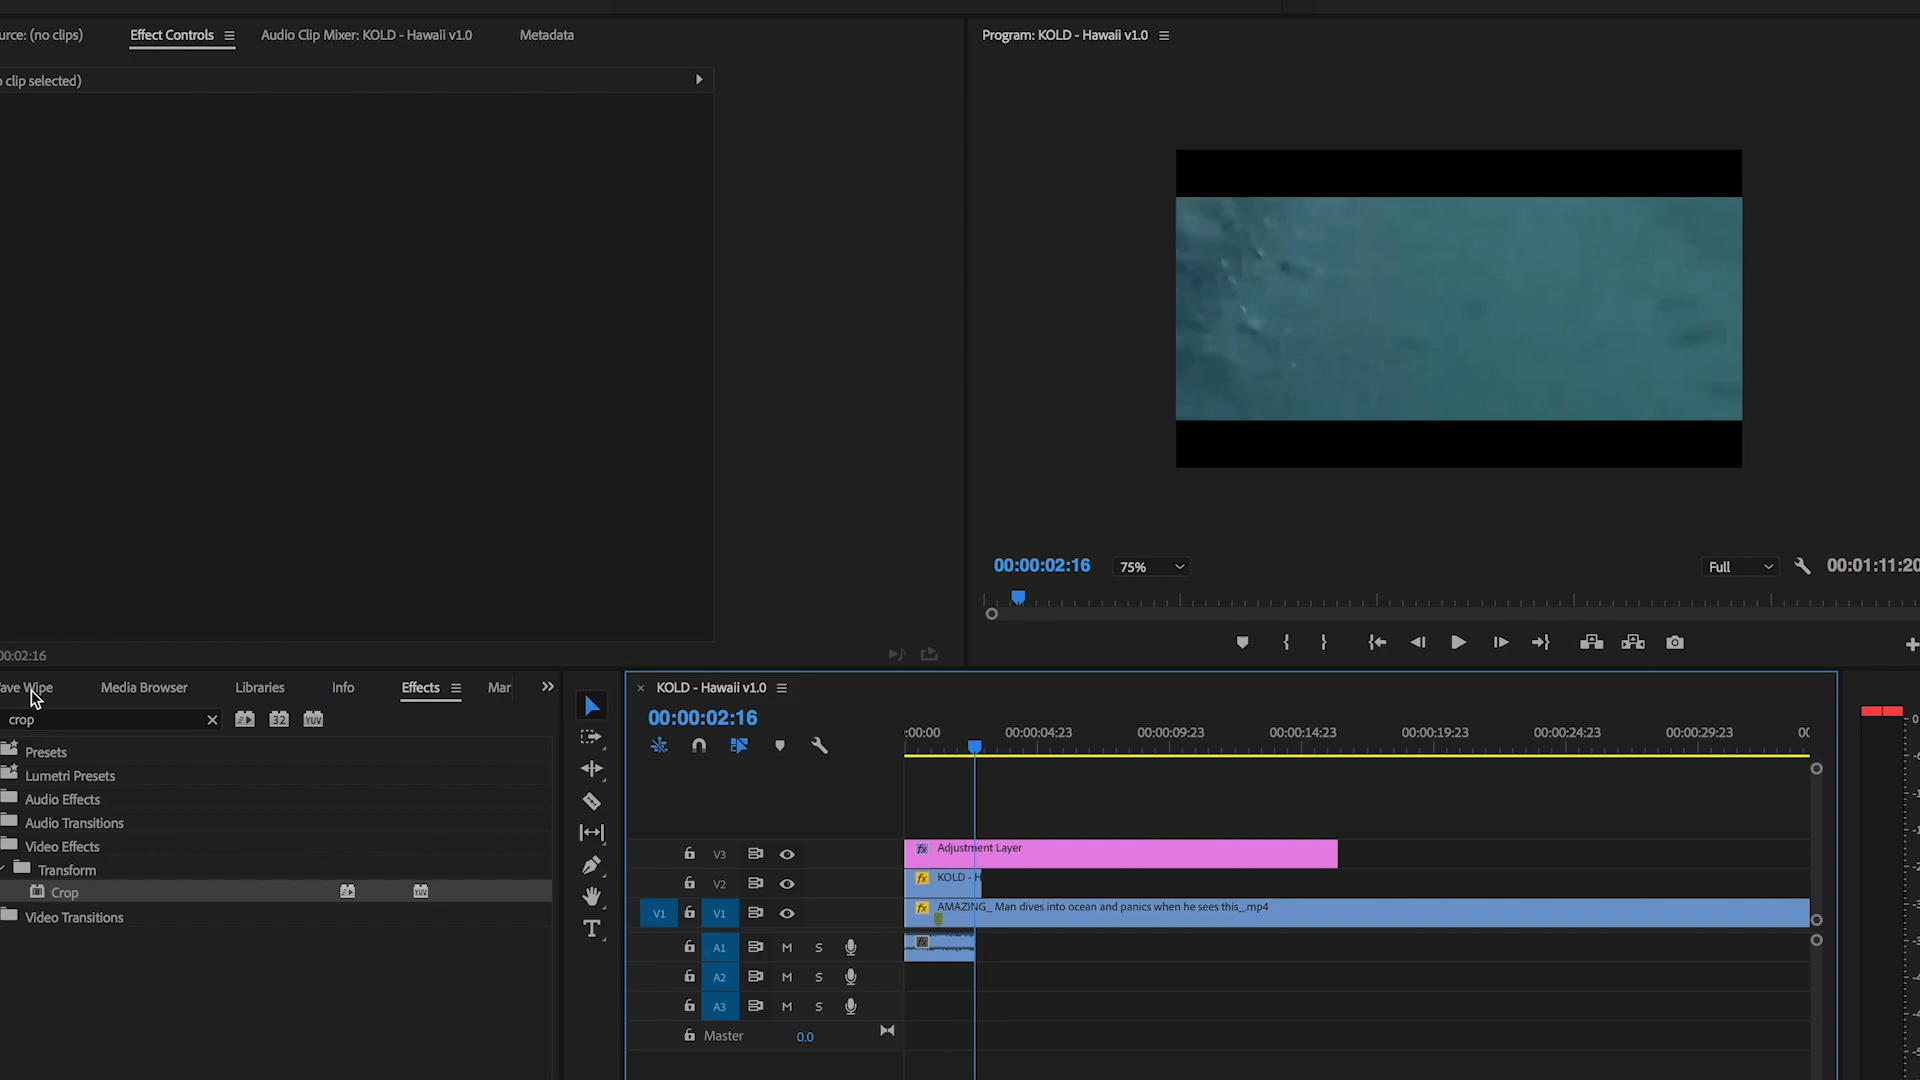 urce: (no clips)
Effect Controls
Audio Clip Mixer: KOLD - Hawaii v1.0
Metadata
Program: KOLD - Hawaii v1.0
o clip selected)
00:00:02:16
75%
Full
00:01:11:20
00:02:16
ave Wipe
Media Browser
Libraries
Info
Effects
Mar
crop
32
YUV
Presets
Lumetri Presets
Audio Effects
Audio Transitions
Video Effects
Transform
Crop
YUV
Video Transitions
KOLD - Hawaii v1.0
00:00:02:16
:00:00
00:00:04:23
00:00:09:23
00:00:14:23
00:00:19:23
00:00:24:23
00:00:29:23
00
V3
Adjustment Layer
V2
KOLD - H
V1
V1
AMAZING_ Man dives into ocean and panics when he sees this_.mp4
A1
M
S
A2
M
S
A3
M
S
Master
0.0